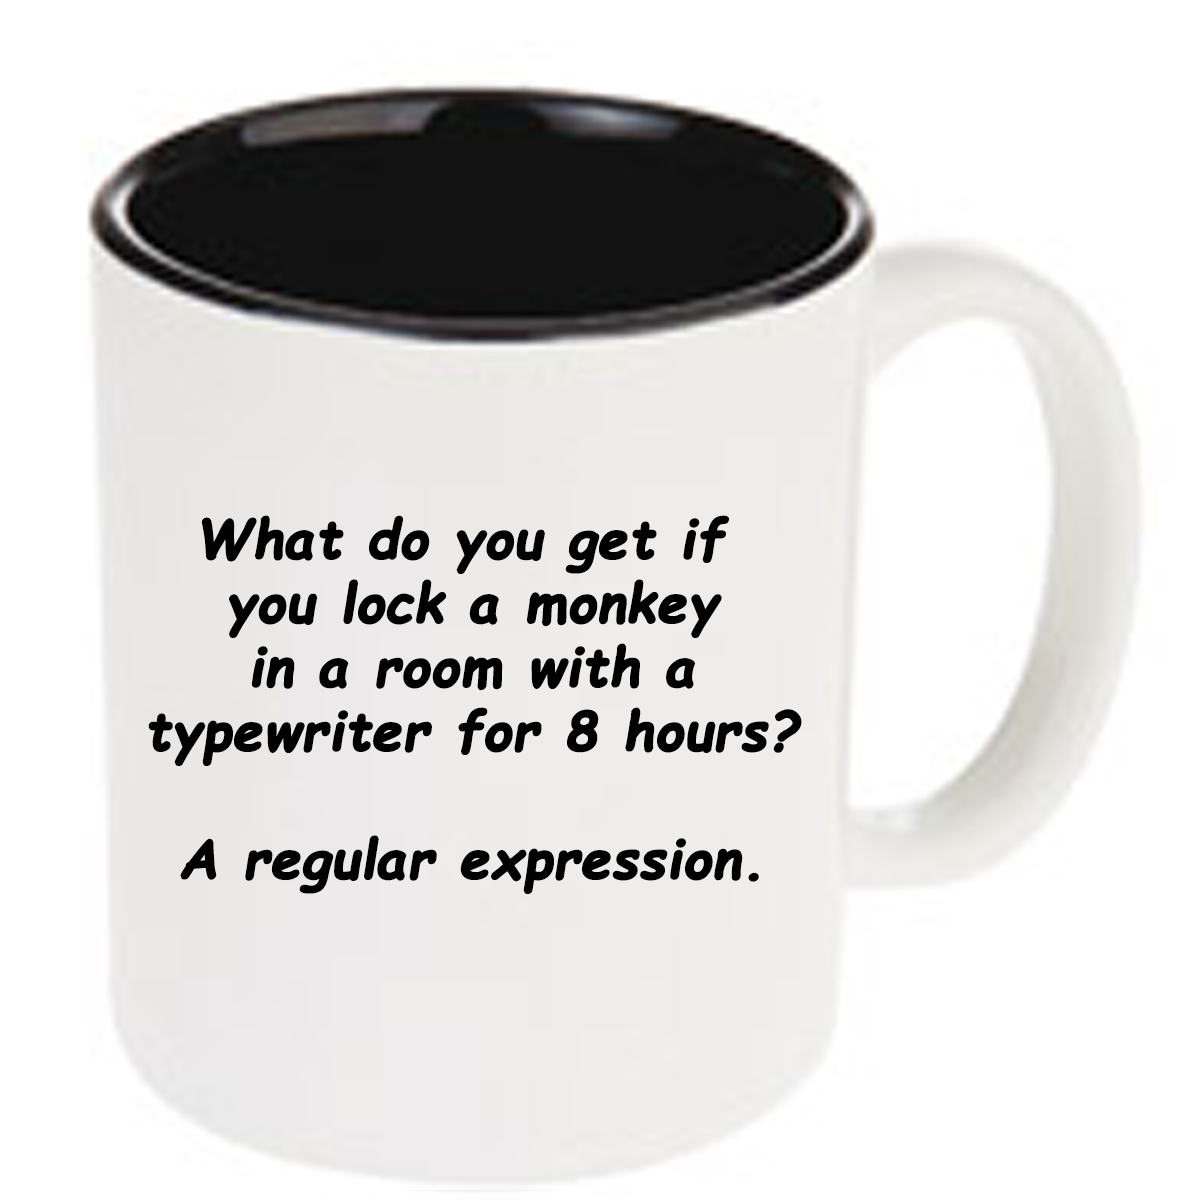 What do you get if
you lock a monkey
in a room with a
typewriter for 8 hours?
A regular expression.